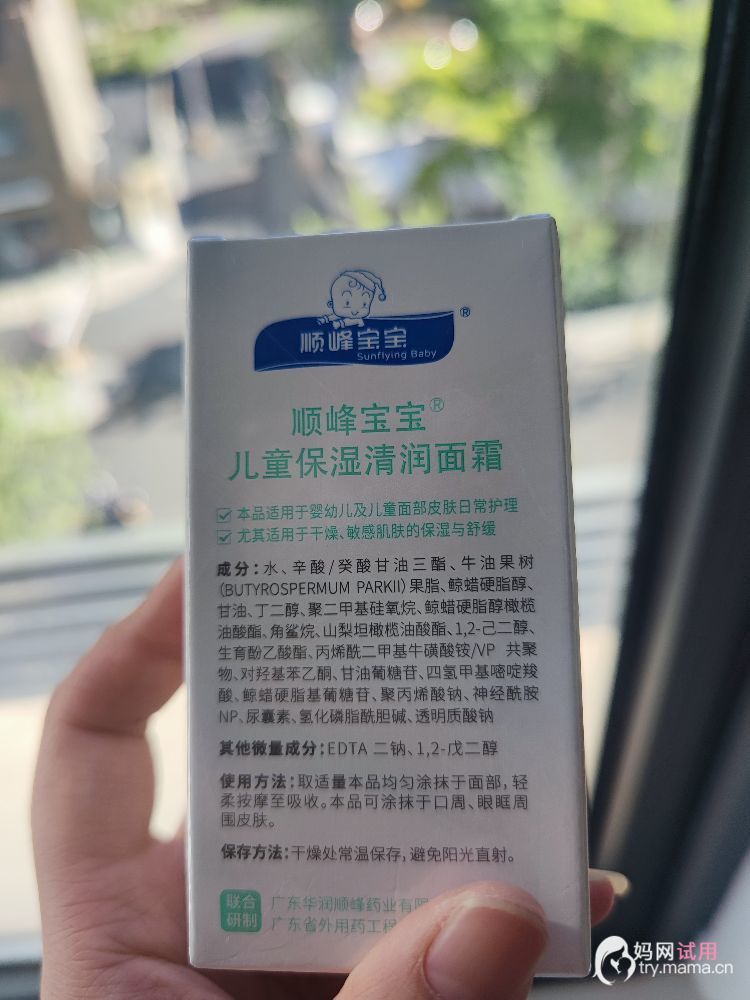 顺峰宝宝®
Sunflying Baby
顺峰宝宝®
儿童保湿清润面霜
本品适用于婴幼儿及儿童面部皮肤日常护理
尤其适用于干燥、敏感肌肤的保湿与舒缓
成分:水、辛酸/癸酸甘油三酯、牛油果树
(BUTYROSPERMUM PARKII)果脂、鲸蜡硬脂醇、
甘油、丁二醇、聚二甲基硅氧烷、鲸蜡硬脂醇橄榄
油酸酯、角鲨烷、山梨坦橄榄油酸酯、1,2-己二醇、
生育酚乙酸酯、丙烯酰二甲基牛磺酸铵/VP 共聚
物、对羟基苯乙酮、甘油葡糖苷、四氢甲基嘧啶羧
酸、鲸蜡硬脂基葡糖苷、聚丙烯酸钠、神经酰胺
NP、尿囊素、氢化磷脂酰胆碱、透明质酸钠
其他微量成分:EDTA 二钠、1,2-戊二醇
使用方法:取适量本品均匀涂抹于面部,轻
柔按摩至吸收。本品可涂抹于口周、眼眶周
围皮肤。
保存方法:干燥处常温保存,避免阳光直射。
联合
研制
广东华润顺峰药业有限
广东省外用药工程
妈网试用
try.mama.cn